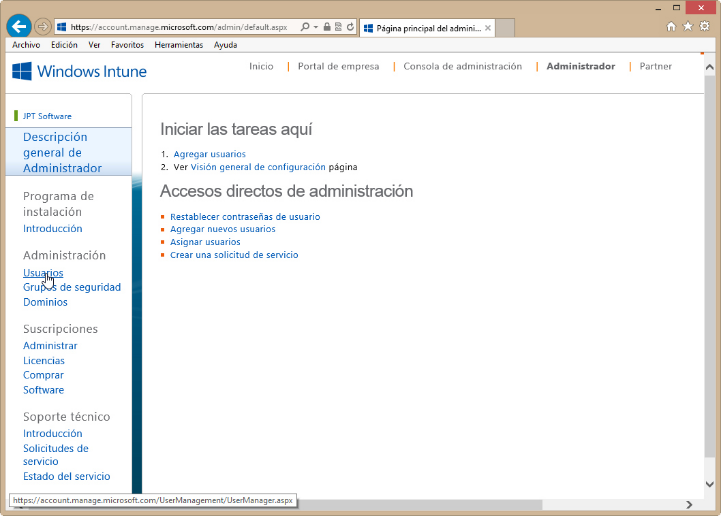 https://account.manage.microsoft.com/admin/default.aspx
Página principal del admini...
Archivo Edición Ver Favoritos Herramientas Ayuda
Windows Intune
Inicio | Portal de empresa | Consola de administración | Administrador | Partner
JPT Software
Descripción
general de
Administrador
Programa de
instalación
Introducción
Administración
Usuarios
Grupos de seguridad
Dominios
Suscripciones
Administrar
Licencias
Comprar
Software
Soporte técnico
Introducción
Solicitudes de
servicio
Estado del servicio
Iniciar las tareas aquí
1. Agregar usuarios
2. Ver Visión general de configuración página
Accesos directos de administración
Restablecer contraseñas de usuario
Agregar nuevos usuarios
Asignar usuarios
Crear una solicitud de servicio
https://account.manage.microsoft.com/UserManagement/UserManager.aspx